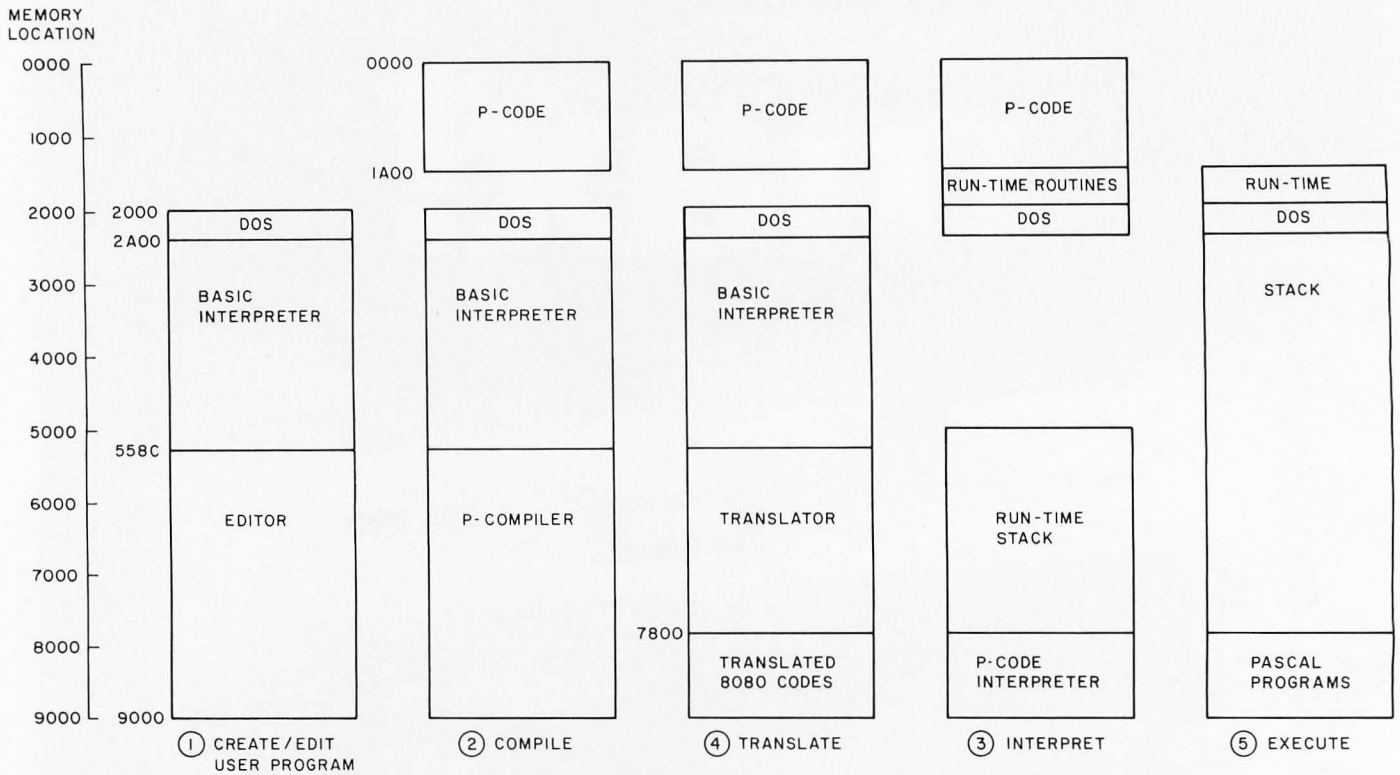 MEMORY
LOCATION
0000
1000
2000
3000
4000
5000
6000
7000
8000
9000
2000
2A00
558C
9000
DOS
BASIC
INTERPRETER
EDITOR
① CREATE/EDIT
USER PROGRAM
0000
1A00
P-CODE
DOS
BASIC
INTERPRETER
P-COMPILER
② COMPILE
P-CODE
DOS
BASIC
INTERPRETER
TRANSLATOR
7800
TRANSLATED
8080 CODES
④ TRANSLATE
P-CODE
RUN-TIME ROUTINES
DOS
RUN-TIME
STACK
P-CODE
INTERPRETER
③ INTERPRET
RUN-TIME
DOS
STACK
PASCAL
PROGRAMS
⑤ EXECUTE